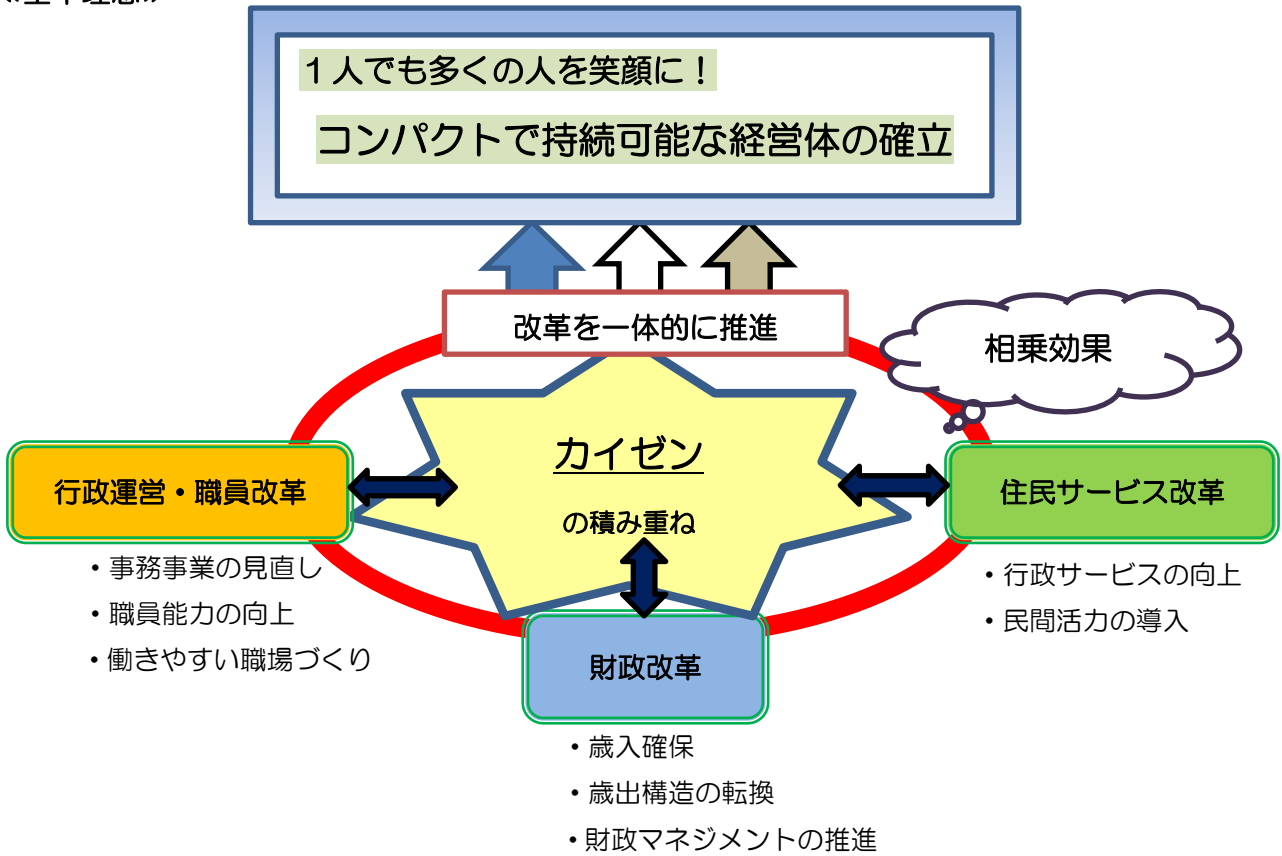 １人でも多くの人を笑顔に！
コンパクトで持続可能な経営体の確立
改革を一体的に推進
相乗効果
カイゼン
の積み重ね
行政運営・職員改革
・事務事業の見直し
・職員能力の向上
・働きやすい職場づくり
住民サービス改革
・行政サービスの向上
・民間活力の導入
財政改革
・歳入確保
・歳出構造の転換
・財政マネジメントの推進